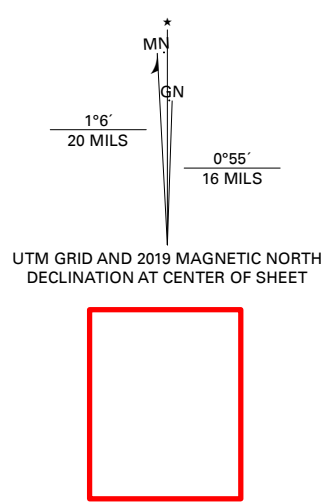 MN
GN
1°6´
20 MILS
0°55´
16 MILS
UTM GRID AND 2019 MAGNETIC NORTH
DECLINATION AT CENTER OF SHEET